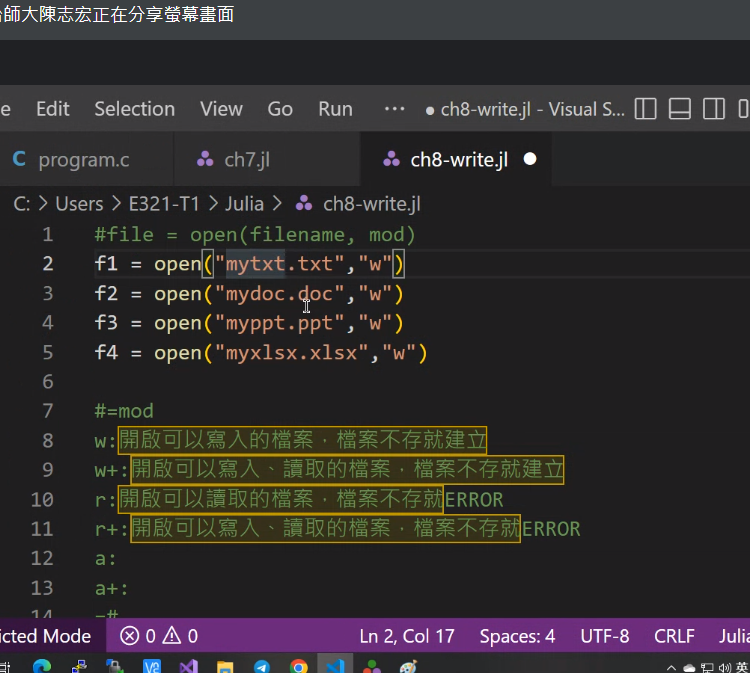 師大陳志宏正在分享螢幕畫面
e Edit Selection View Go Run ··· ● ch8-write.jl - Visual S...
program.c ch7.jl ch8-write.jl
C: > Users > E321-T1 > Julia > ch8-write.jl
1 #file = open(filename, mod)
2 f1 = open("mytxt.txt","w")
3 f2 = open("mydoc.doc","w")
4 f3 = open("myppt.ppt","w")
5 f4 = open("myxlsx.xlsx","w")
6
7 #=mod
8 w:開啟可以寫入的檔案，檔案不存就建立
9 w+:開啟可以寫入、讀取的檔案，檔案不存就建立
10 r:開啟可以讀取的檔案，檔案不存就ERROR
11 r+:開啟可以寫入、讀取的檔案，檔案不存就ERROR
12 a:
13 a+:
14 =#
icted Mode 0 0 Ln 2, Col 17 Spaces: 4 UTF-8 CRLF Julia
英